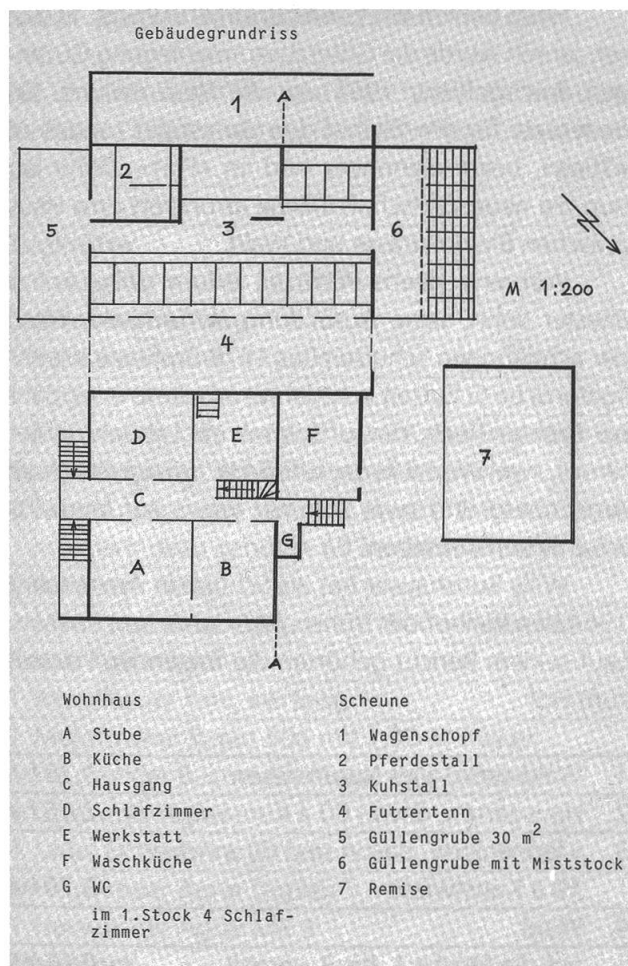 Gebäudegrundriss
1
A
2
5
3
6
M 1:200
4
D
E
F
7
C
G
A
B
A
Wohnhaus
A Stube
B Küche
C Hausgang
D Schlafzimmer
E Werkstatt
F Waschküche
G WC
im 1.Stock 4 Schlaf-
zimmer
Scheune
1 Wagenschopf
2 Pferdestall
3 Kuhstall
4 Futtertenn
5 Güllengrube 30 m²
6 Güllengrube mit Miststock
7 Remise